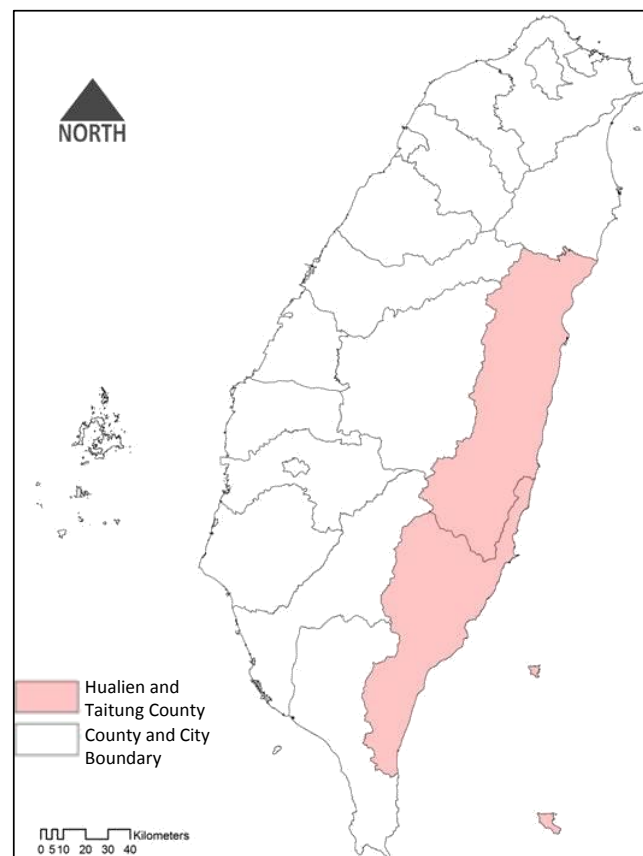 NORTH
Hualien and
Taitung County
County and City
Boundary
0 5 10 20 30 40 Kilometers